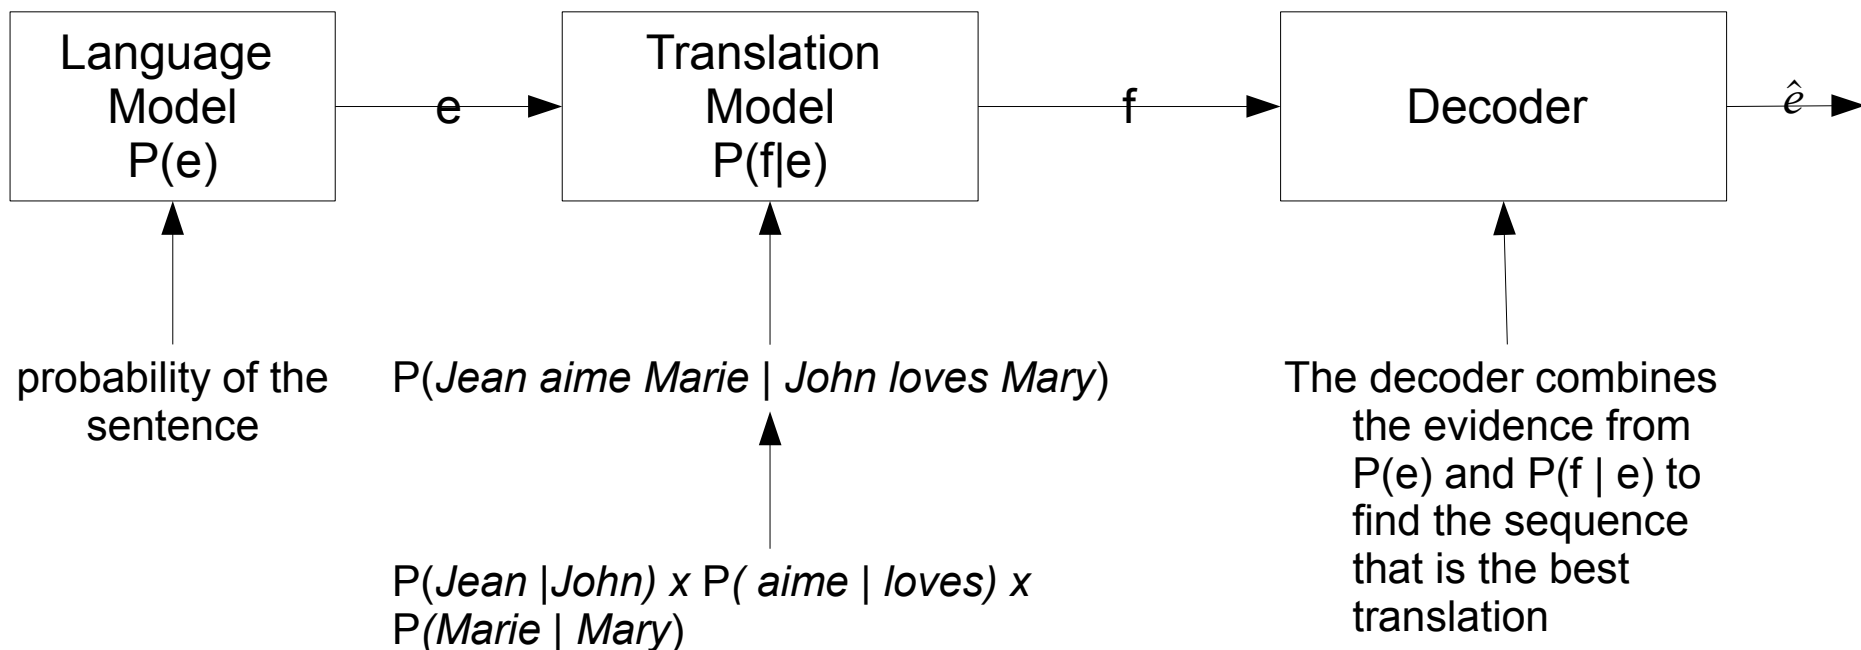 Language
Model
P(e)
e
Translation
Model
P(f|e)
f
Decoder
ê
probability of the
sentence
P(Jean aime Marie | John loves Mary)
P(Jean |John) x P( aime | loves) x
P(Marie | Mary)
The decoder combines
the evidence from
P(e) and P(f | e) to
find the sequence
that is the best
translation